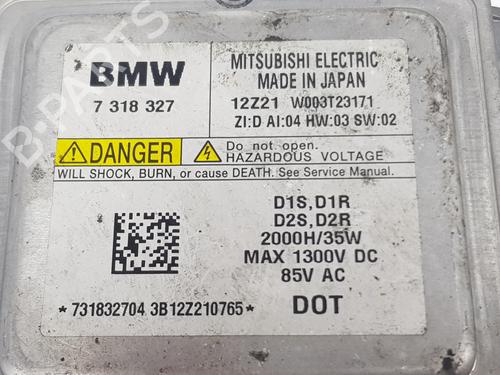 BMW
7 318 327
MITSUBISHI ELECTRIC
MADE IN JAPAN
12Z21 W003T23171
ZI:D AI:04 HW:03 SW:02
DANGER
Do not open.
HAZARDOUS VOLTAGE
WILL SHOCK, BURN, or cause DEATH. See Service Manual.
D1S,D1R
D2S,D2R
2000H/35W
MAX 1300V DC
85V AC
*731832704 3B12Z210765*
DOT
B-PARTS